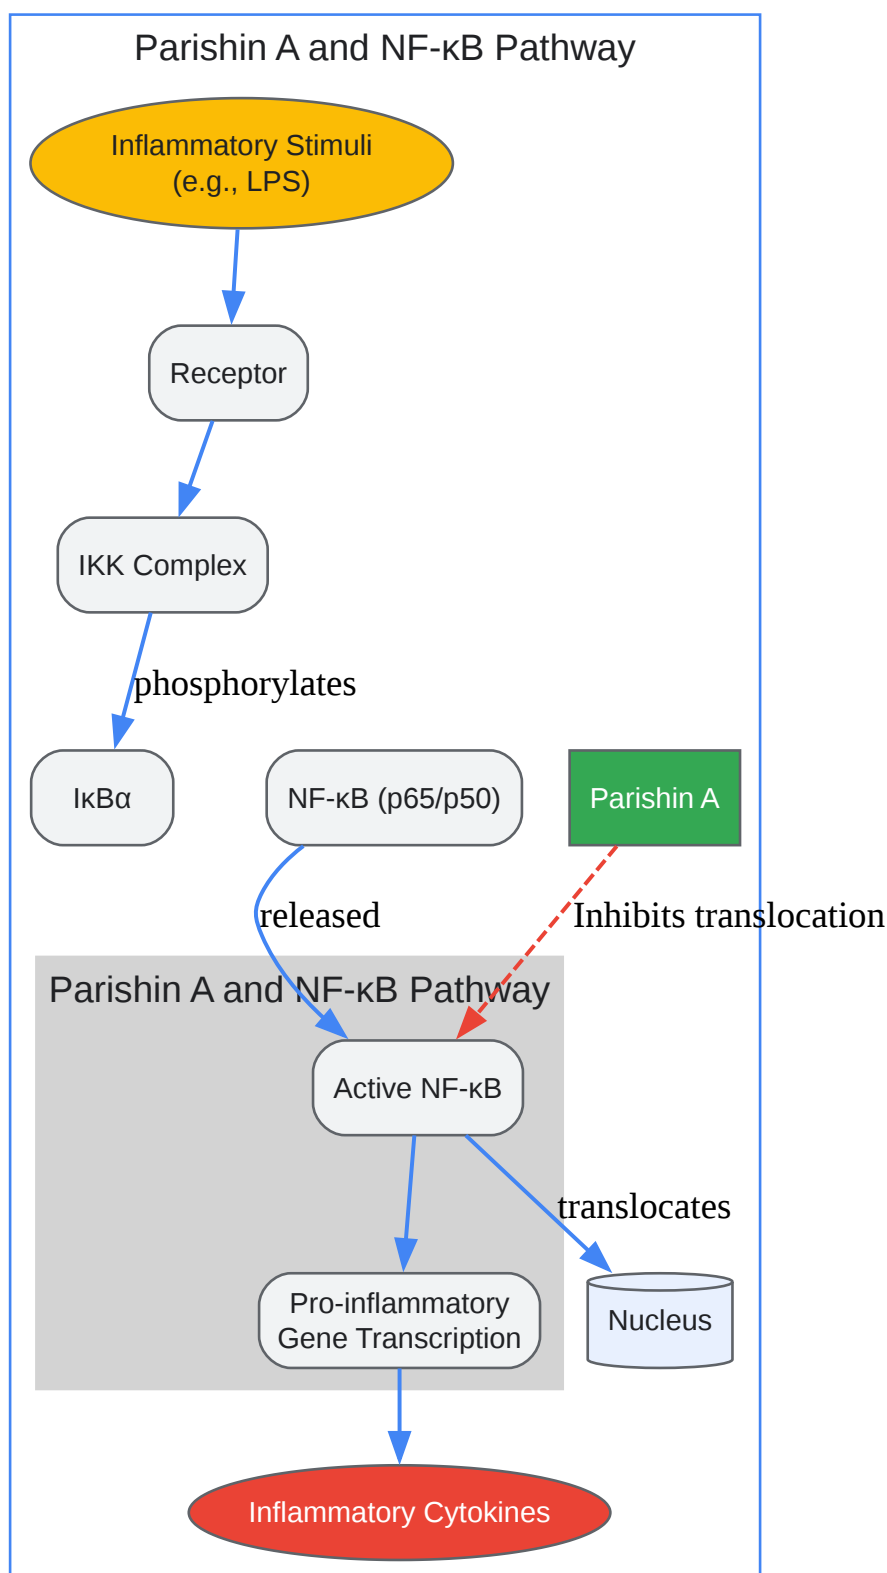 Parishin A and NF-κB Pathway
Inflammatory Stimuli
(e.g., LPS)
Receptor
IKK Complex
phosphorylates
IκBα
NF-κB (p65/p50)
Parishin A
released
Inhibits translocation
Parishin A and NF-κB Pathway
Active NF-κB
translocates
Pro-inflammatory
Gene Transcription
Nucleus
Inflammatory Cytokines